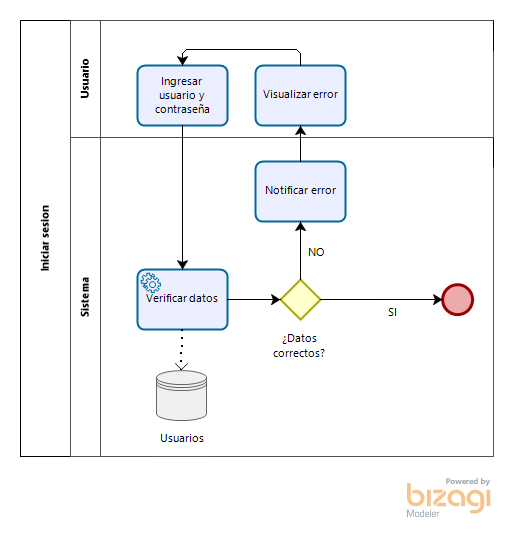 Iniciar sesion
Usuario
Ingresar
usuario y
contraseña
Visualizar error
Sistema
Notificar error
NO
Verificar datos
SI
¿Datos
correctos?
Usuarios
Powered by
bizagi
Modeler